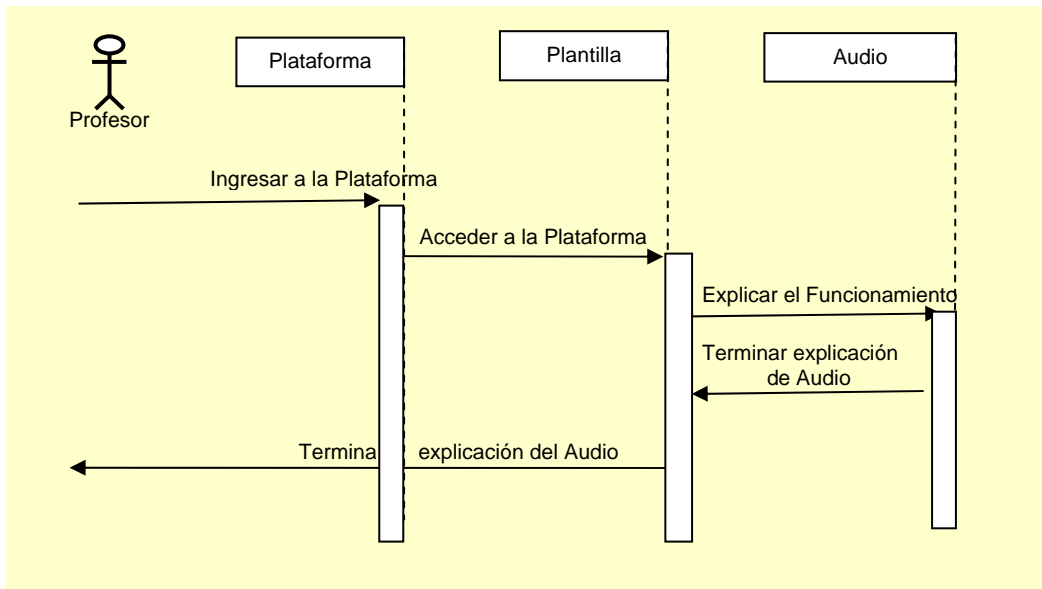 Plataforma
Plantilla
Audio
Profesor
Ingresar a la Plataforma
Acceder a la Plataforma
Explicar el Funcionamiento
Terminar explicación
de Audio
Termina explicación del Audio